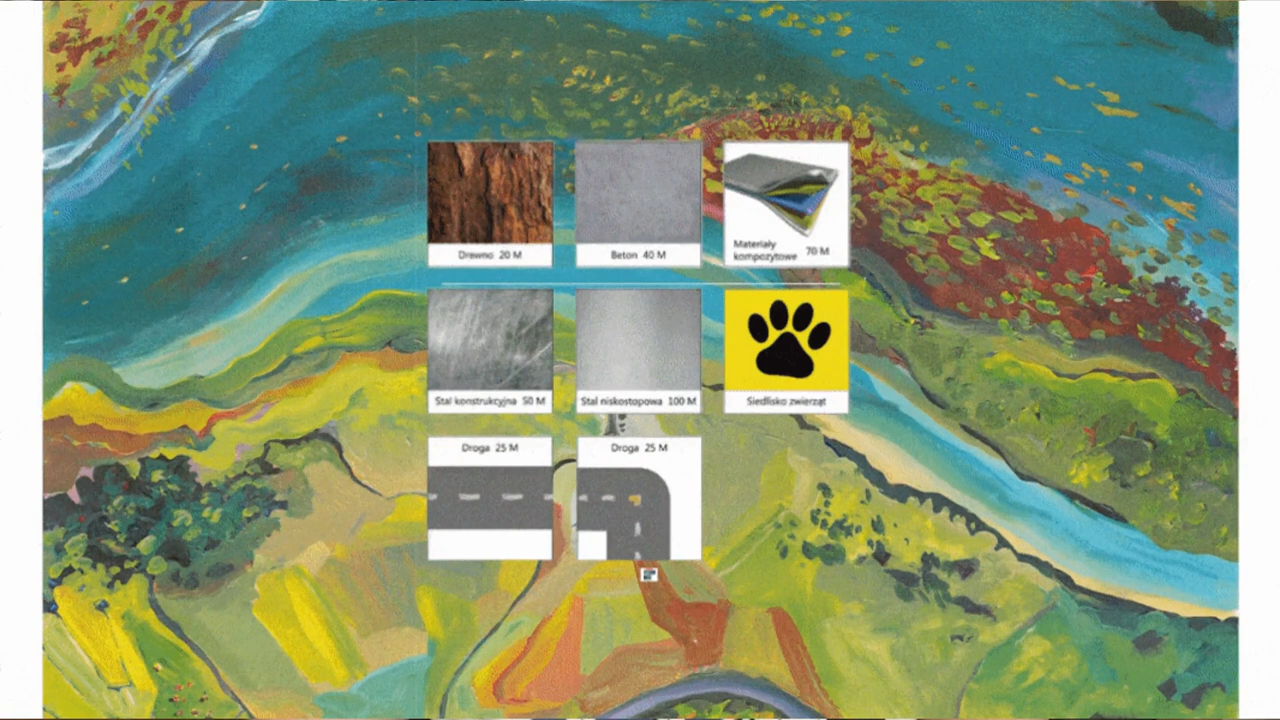 Drewno 20 M
Beton 40 M
Materiały
kompozytowe 70 M
Stal konstrukcyjna 50 M
Stal niskostopowa 100 M
Siedlisko zwierząt
Droga 25 M
Droga 25 M